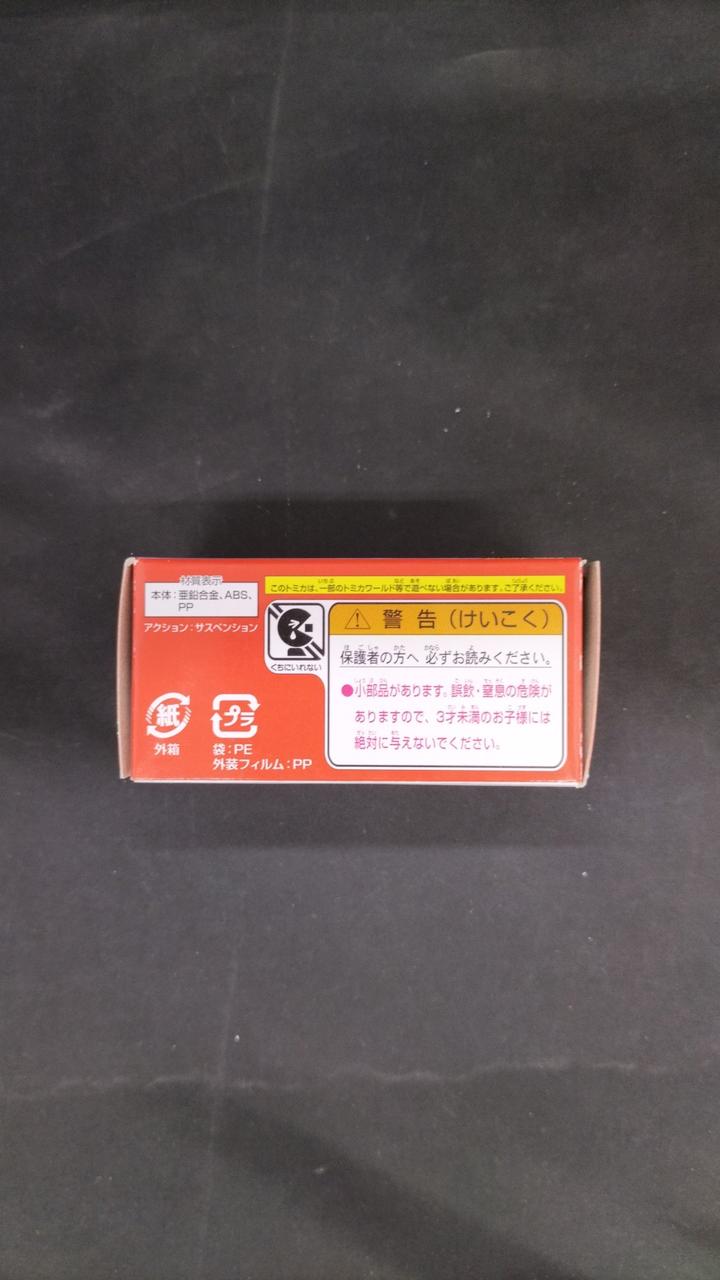 材質表示
本体：亜鉛合金、ABS、
PP
アクション：サスペンション
このトミカは、一部のトミカワールド等で遊べない場合があります。ご了承ください。
くちにいれない
警告（けいこく）
保護者の方へ 必ずお読みください。
●小部品があります。誤飲・窒息の危険が
ありますので、3才未満のお子様には
絶対に与えないでください。
紙
外箱
プラ
袋：PE
外装フィルム：PP